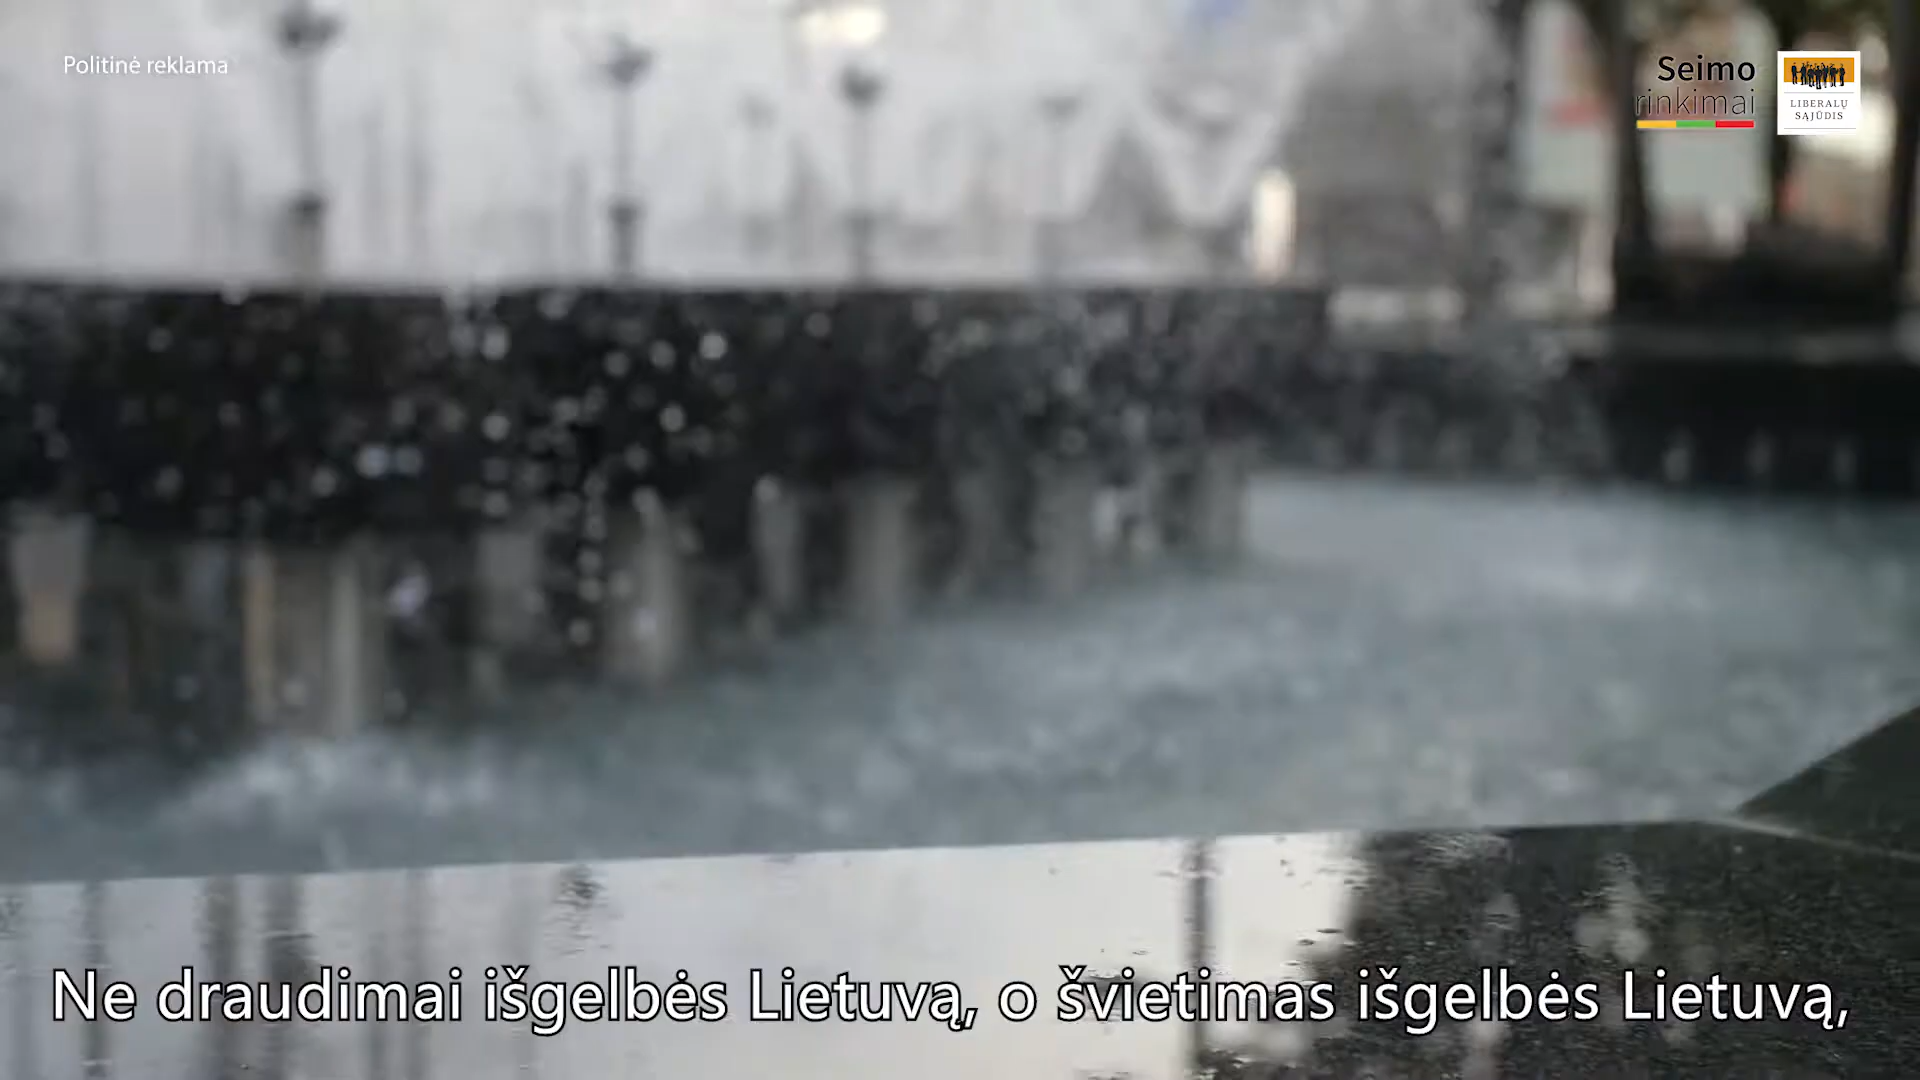 Politinė reklama
Seimo
rinkimai
LIBERALŲ
SĄJŪDIS
Ne draudimai išgelbės Lietuvą, o švietimas išgelbės Lietuvą,